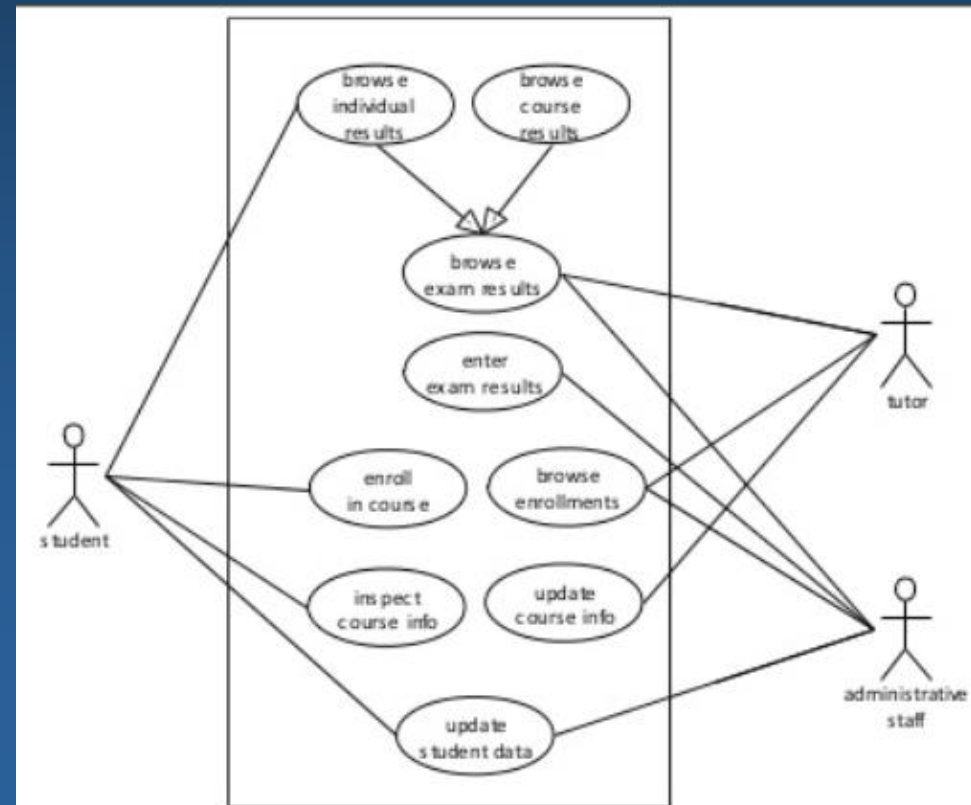 browse
individual
results
browse
course
results
browse
exam results
enter
exam results
tutor
enroll
in course
browse
enrollments
student
inspect
course info
update
course info
administrative
staff
update
student data